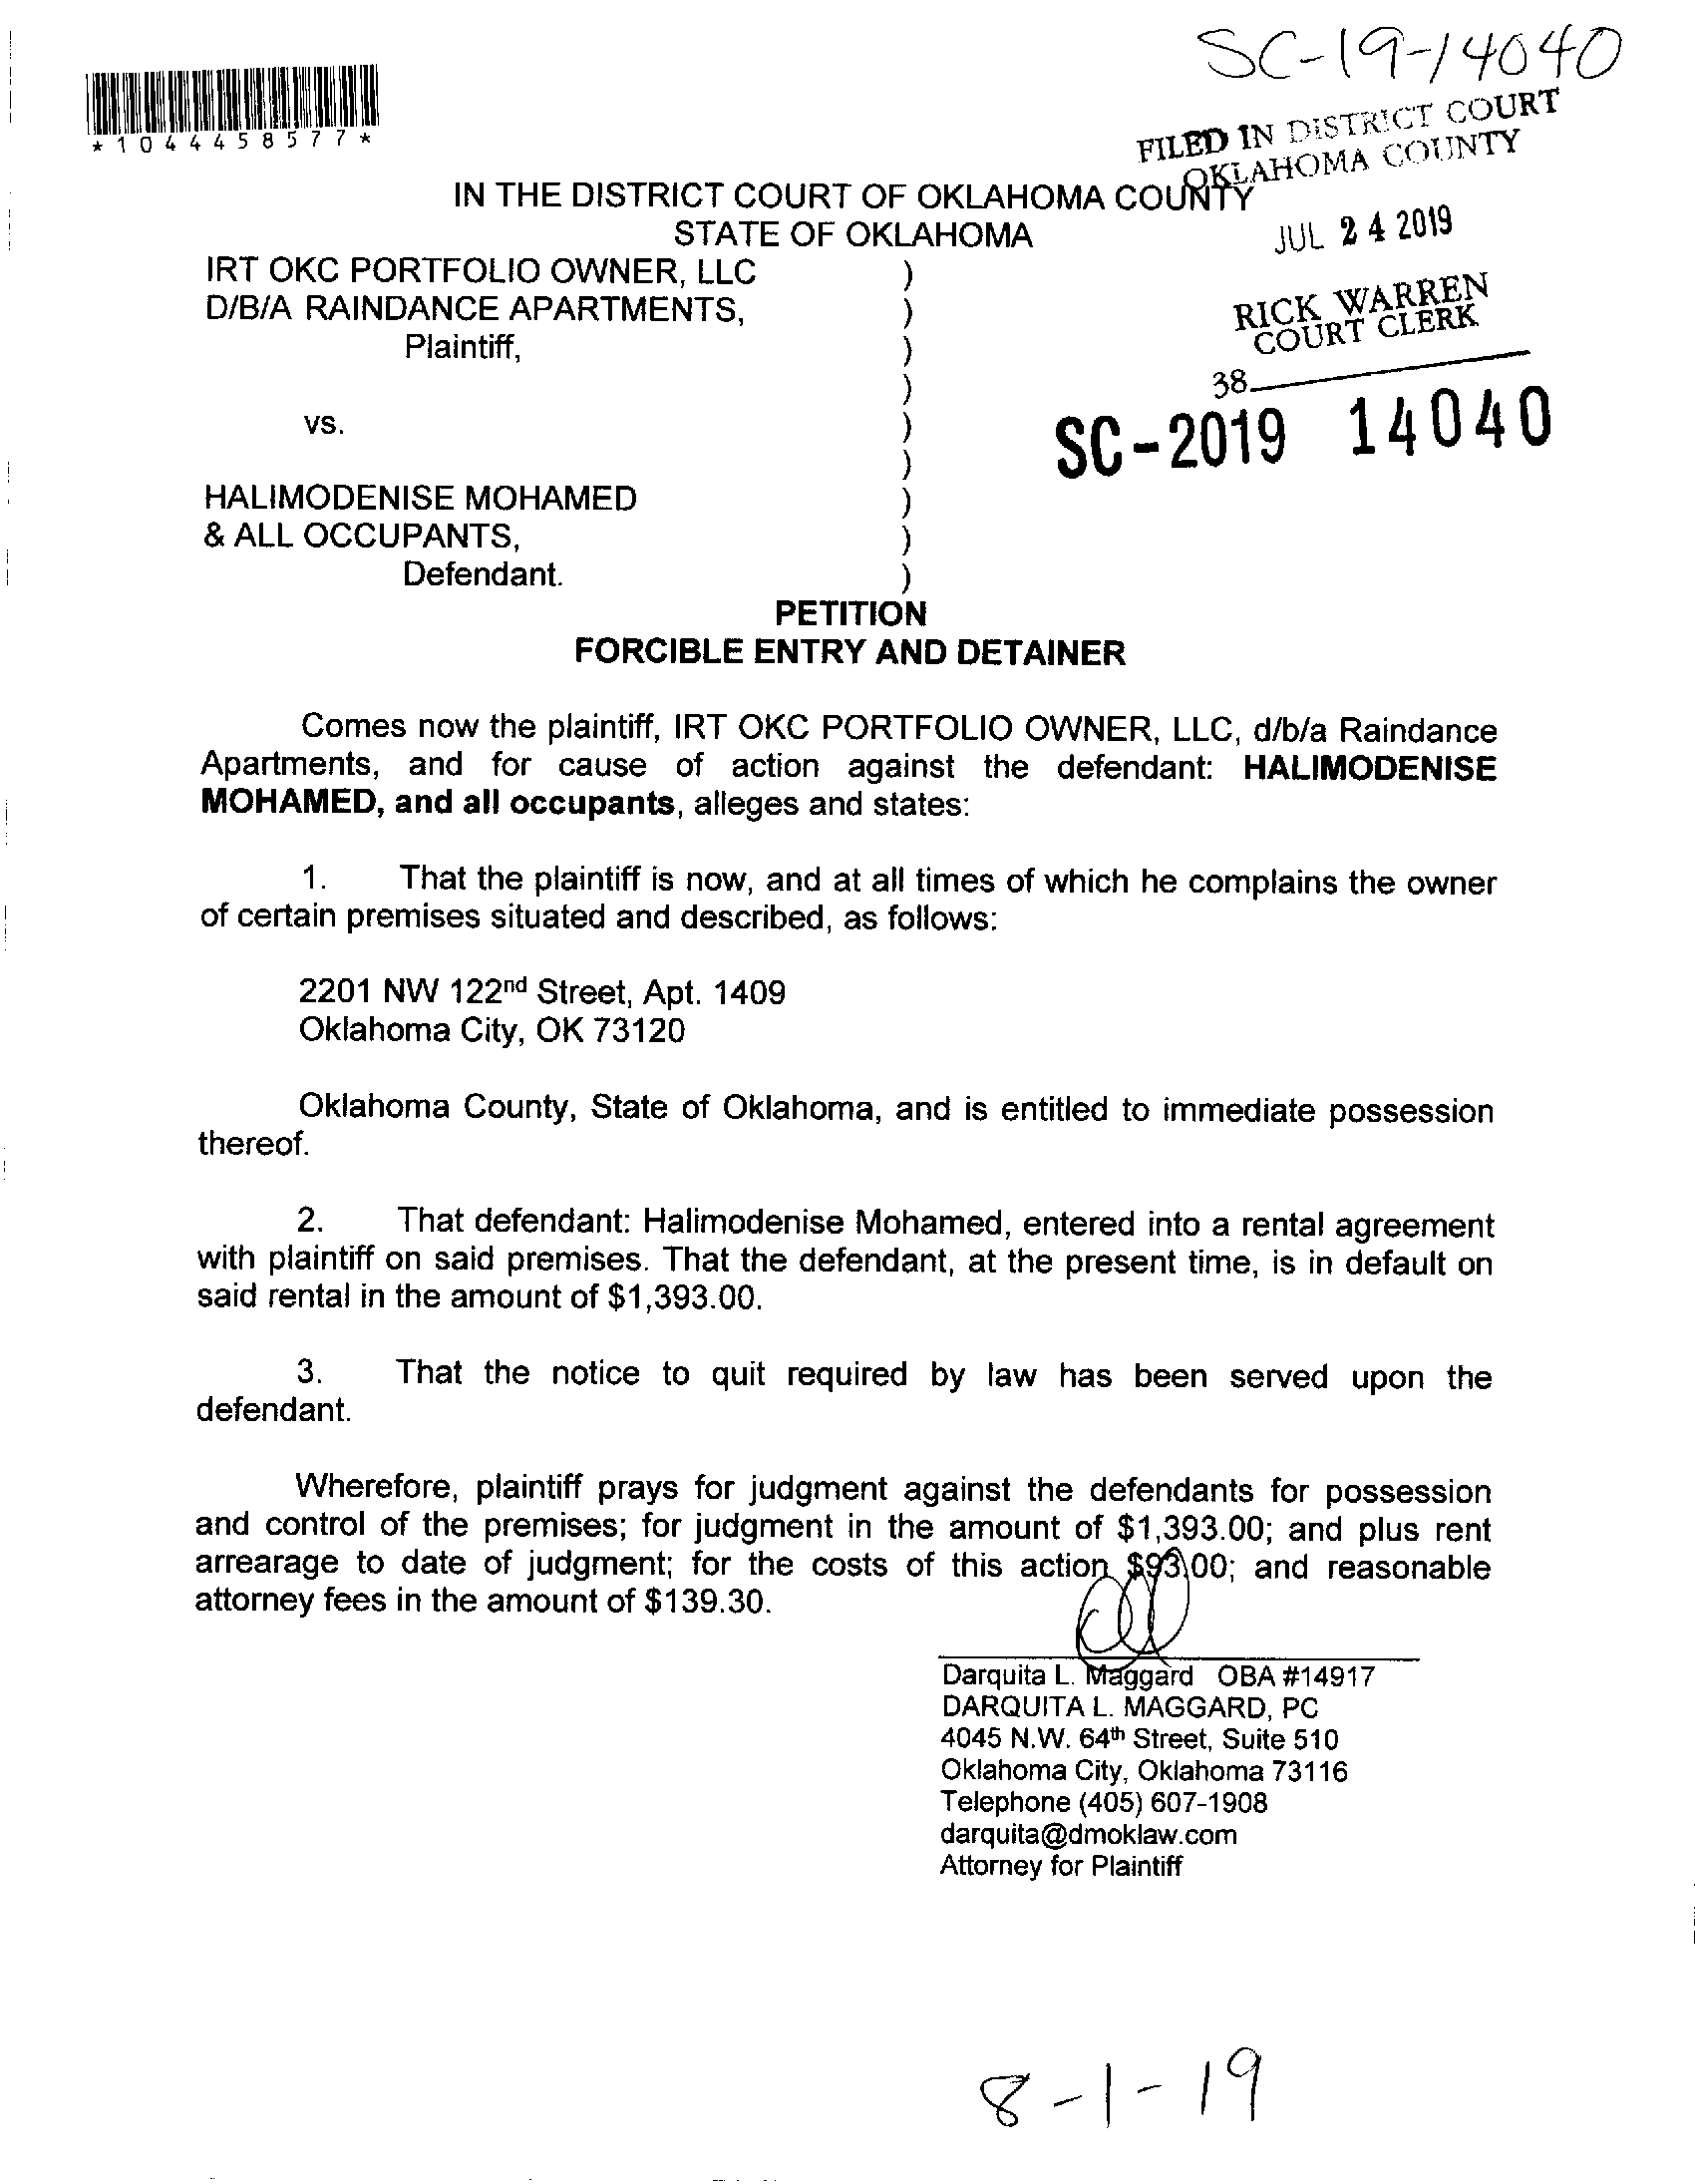 SC-19-14040
*1044458577*
FILED IN DISTRICT COURT
OKLAHOMA COUNTY
IN THE DISTRICT COURT OF OKLAHOMA COUNTY
STATE OF OKLAHOMA
JUL 24 2019
IRT OKC PORTFOLIO OWNER, LLC )
D/B/A RAINDANCE APARTMENTS, )
RICK WARREN
COURT CLERK
Plaintiff, )
)
38
vs. )
SC-2019 14040
)
HALIMODENISE MOHAMED )
& ALL OCCUPANTS, )
Defendant. )
PETITION
FORCIBLE ENTRY AND DETAINER
Comes now the plaintiff, IRT OKC PORTFOLIO OWNER, LLC, d/b/a Raindance
Apartments, and for cause of action against the defendant: HALIMODENISE
MOHAMED, and all occupants, alleges and states:
1. That the plaintiff is now, and at all times of which he complains the owner
of certain premises situated and described, as follows:
2201 NW 122nd Street, Apt. 1409
Oklahoma City, OK 73120
Oklahoma County, State of Oklahoma, and is entitled to immediate possession
thereof.
2. That defendant: Halimodenise Mohamed, entered into a rental agreement
with plaintiff on said premises. That the defendant, at the present time, is in default on
said rental in the amount of $1,393.00.
3. That the notice to quit required by law has been served upon the
defendant.
Wherefore, plaintiff prays for judgment against the defendants for possession
and control of the premises; for judgment in the amount of $1,393.00; and plus rent
arrearage to date of judgment; for the costs of this action $93.00; and reasonable
attorney fees in the amount of $139.30.
Darquita L. Maggard OBA #14917
DARQUITA L. MAGGARD, PC
4045 N.W. 64th Street, Suite 510
Oklahoma City, Oklahoma 73116
Telephone (405) 607-1908
darquita@dmoklaw.com
Attorney for Plaintiff
8-1-19